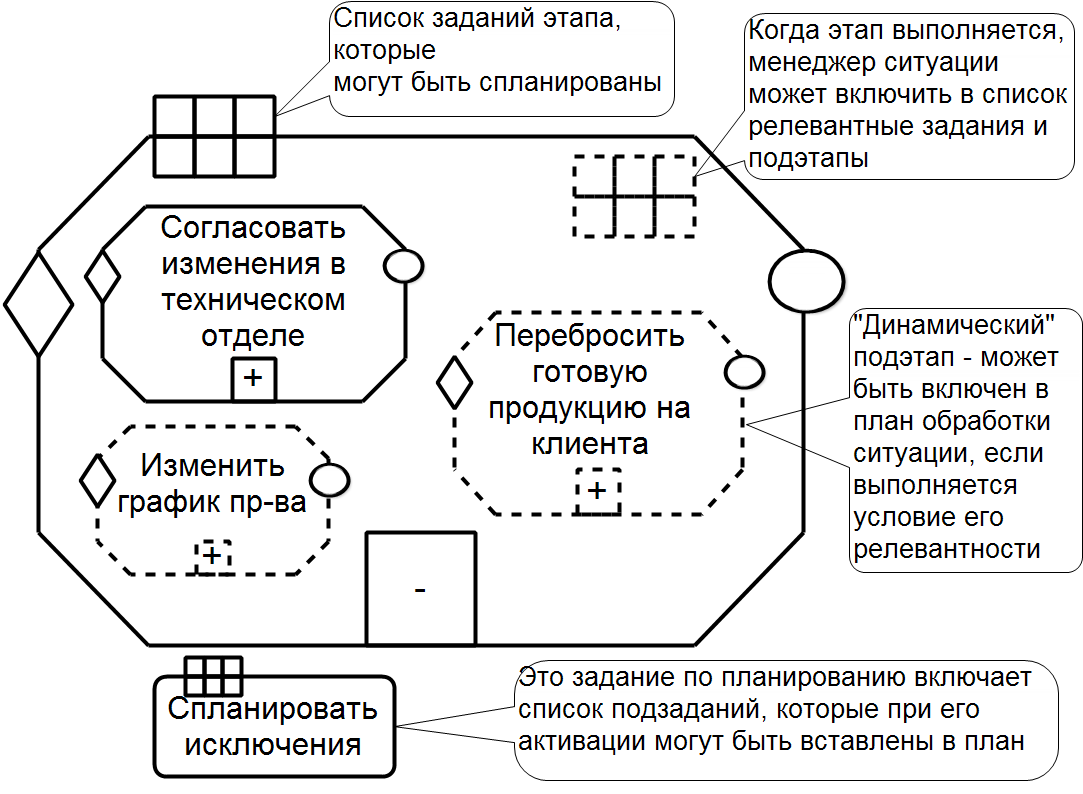 Список заданий этапа,
которые
могут быть спланированы
Когда этап выполняется,
менеджер ситуации
может включить в список
релевантные задания и
подэтапы
Согласовать
изменения в
техническом
отделе
+
Перебросить
готовую
продукцию на
клиента
+
"Динамический"
подэтап - может
быть включен в
план обработки
ситуации, если
выполняется
условие его
релевантности
Изменить
график пр-ва
+
-
Спланировать
исключения
Это задание по планированию включает
список подзаданий, которые при его
активации могут быть вставлены в план